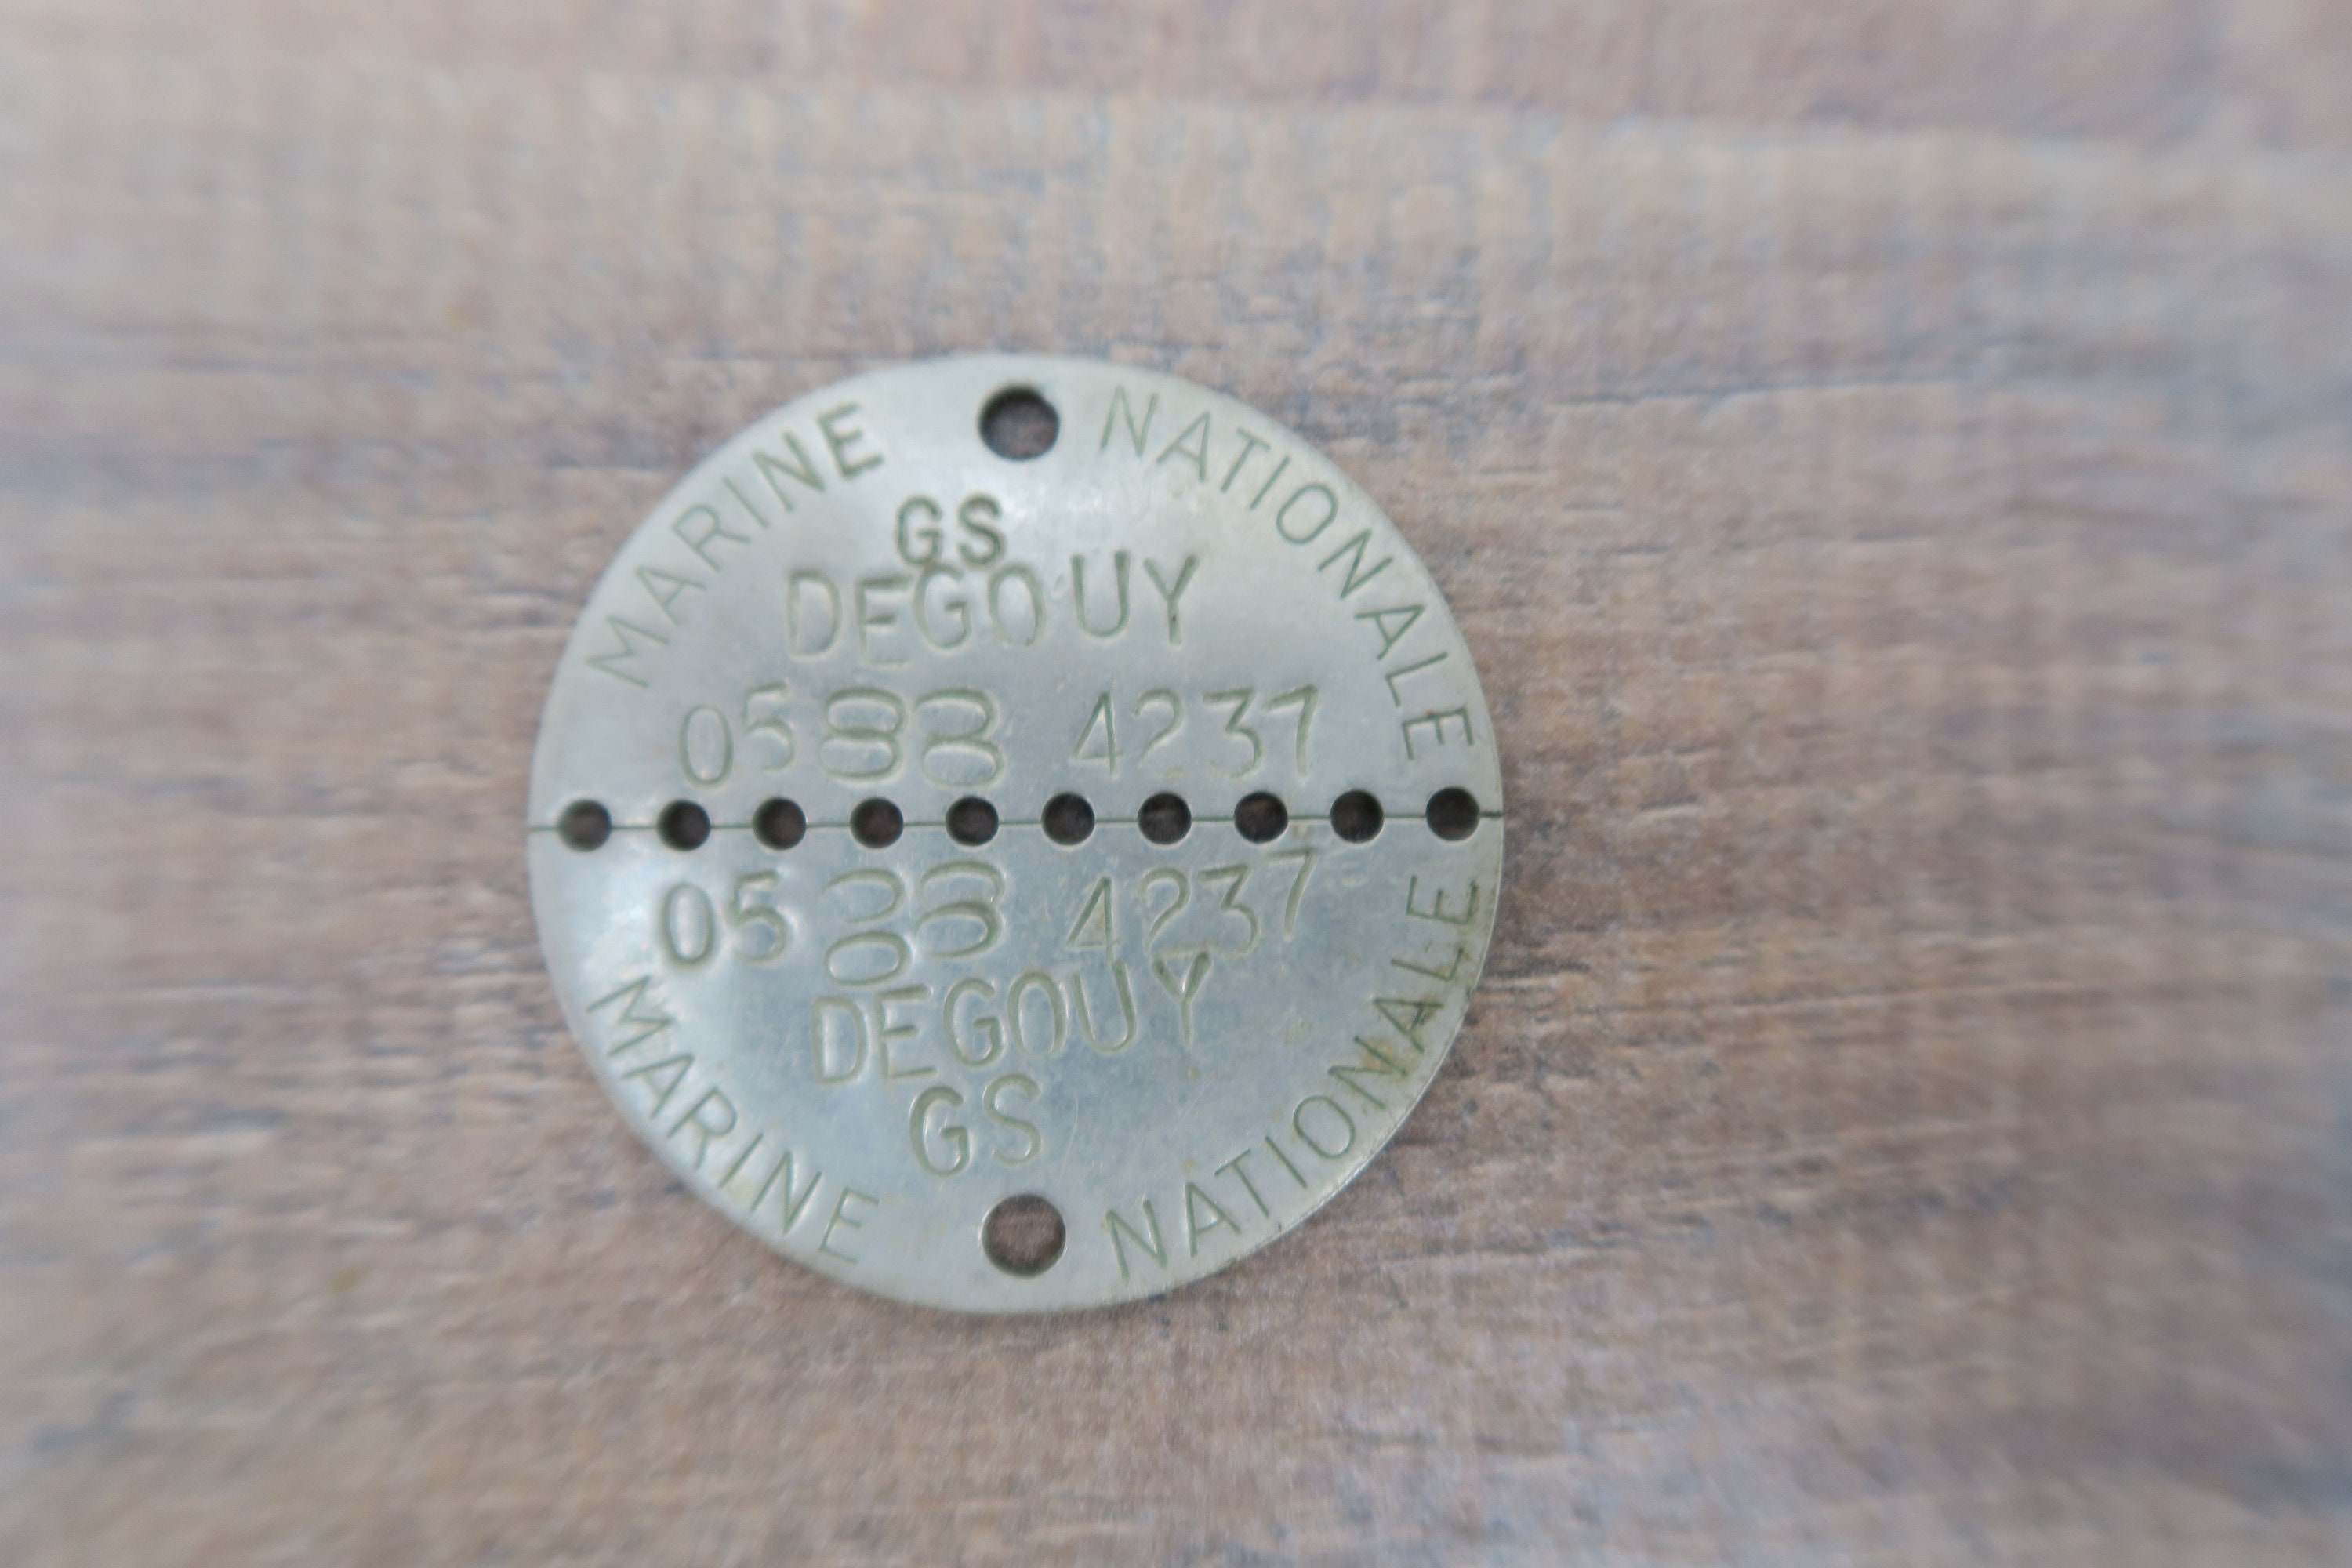 MARINE NATIONALE
GS
DEGOUY
0588 4237
0588 4237
DEGOUY
GS
MARINE NATIONALE